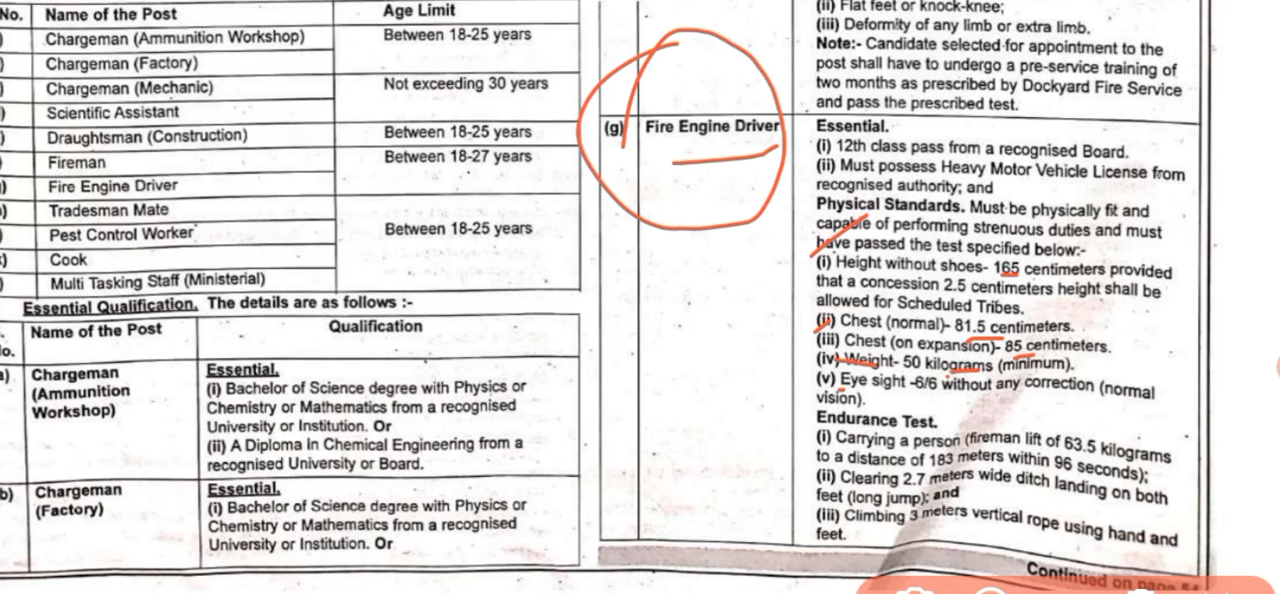 No. Name of the Post Age Limit
) Chargeman (Ammunition Workshop) Between 18-25 years
) Chargeman (Factory)
) Chargeman (Mechanic) Not exceeding 30 years
) Scientific Assistant
) Draughtsman (Construction) Between 18-25 years
) Fireman Between 18-27 years
) Fire Engine Driver
) Tradesman Mate
) Pest Control Worker Between 18-25 years
) Cook
) Multi Tasking Staff (Ministerial)
Essential Qualification. The details are as follows :-
Name of the Post Qualification
No.
a) Chargeman
(Ammunition
Workshop)
Essential.
(i) Bachelor of Science degree with Physics or
Chemistry or Mathematics from a recognised
University or Institution. Or
(ii) A Diploma In Chemical Engineering from a
recognised University or Board.
b) Chargeman
(Factory)
Essential.
(i) Bachelor of Science degree with Physics or
Chemistry or Mathematics from a recognised
University or Institution. Or
(ii) Flat feet or knock-knee;
(iii) Deformity of any limb or extra limb.
Note:- Candidate selected for appointment to the
post shall have to undergo a pre-service training of
two months as prescribed by Dockyard Fire Service
and pass the prescribed test.
(g) Fire Engine Driver
Essential.
(i) 12th class pass from a recognised Board.
(ii) Must possess Heavy Motor Vehicle License from
recognised authority; and
Physical Standards. Must be physically fit and
capable of performing strenuous duties and must
have passed the test specified below:-
(i) Height without shoes- 165 centimeters provided
that a concession 2.5 centimeters height shall be
allowed for Scheduled Tribes.
(ii) Chest (normal)- 81.5 centimeters.
(iii) Chest (on expansion)- 85 centimeters.
(iv) Weight- 50 kilograms (minimum).
(v) Eye sight -6/6 without any correction (normal
vision).
Endurance Test.
(i) Carrying a person (fireman lift of 63.5 kilograms
to a distance of 183 meters within 96 seconds);
(ii) Clearing 2.7 meters wide ditch landing on both
feet (long jump); and
(iii) Climbing 3 meters vertical rope using hand and
feet.
Continued on page